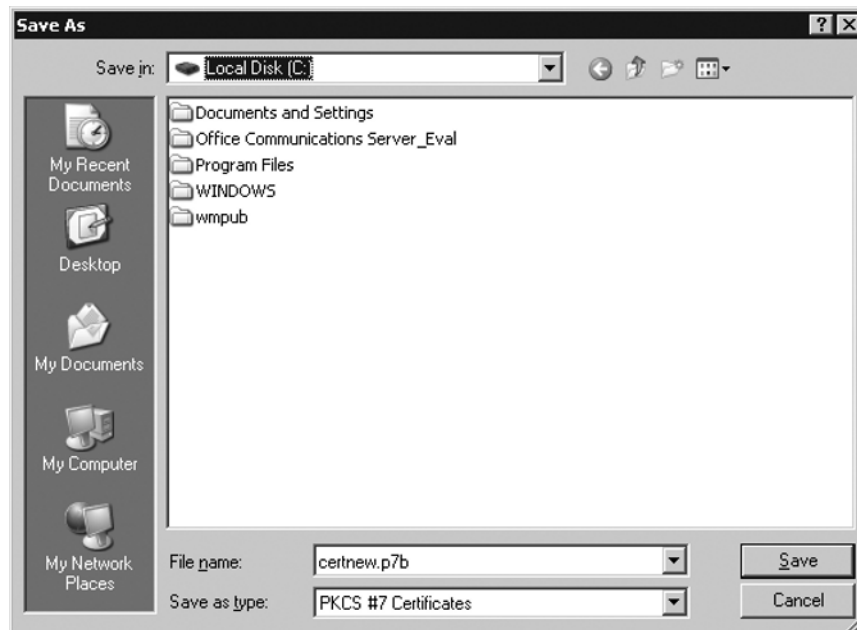 Save As
Save in:
Local Disk (C:)
My Recent
Documents
Desktop
My Documents
My Computer
My Network
Places
Documents and Settings
Office Communications Server_Eval
Program Files
WINDOWS
wmpub
File name:
certnew.p7b
Save
Save as type:
PKCS #7 Certificates
Cancel